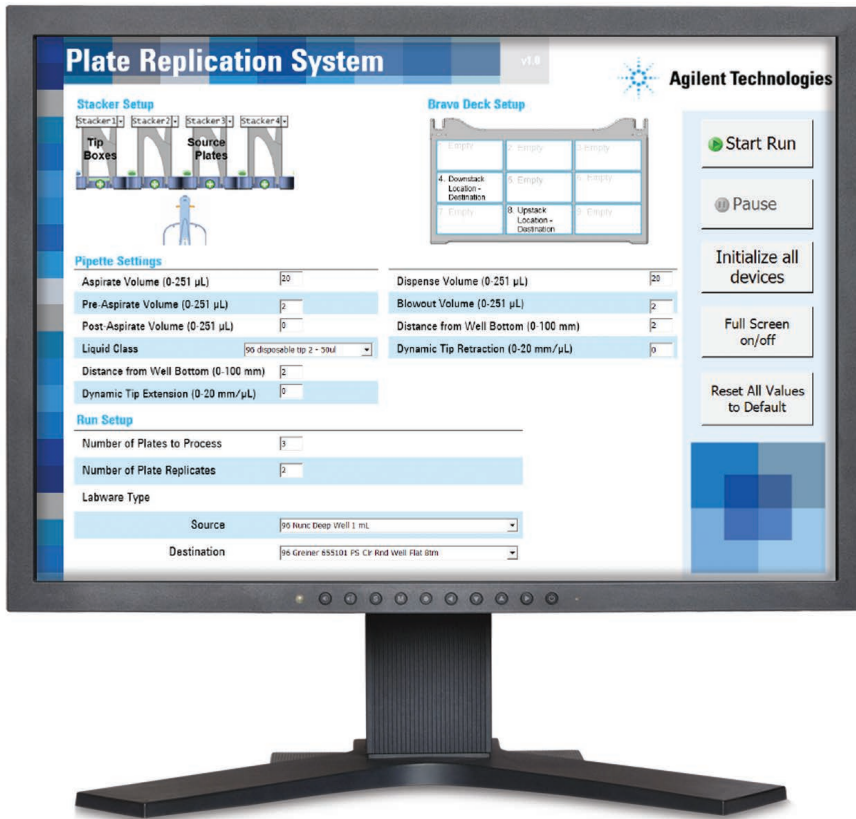 Plate Replication System
v1.0
Agilent Technologies
Stacker Setup
Stacker1
Stacker2
Stacker3
Stacker4
Tip
Boxes
Source
Plates
Bravo Deck Setup
1. Empty
2. Empty
3. Empty
4. Downstack
Location -
Destination
5. Empty
6. Empty
7. Empty
8. Upstack
Location -
Destination
9. Empty
Start Run
Pause
Initialize all
devices
Full Screen
on/off
Reset All Values
to Default
Pipette Settings
Aspirate Volume (0-251 µL) 20
Pre-Aspirate Volume (0-251 µL) 2
Post-Aspirate Volume (0-251 µL) 0
Liquid Class 96 disposable tip 2 - 50ul
Distance from Well Bottom (0-100 mm) 2
Dynamic Tip Extension (0-20 mm/µL) 0
Dispense Volume (0-251 µL) 20
Blowout Volume (0-251 µL) 2
Distance from Well Bottom (0-100 mm) 2
Dynamic Tip Retraction (0-20 mm/µL) 0
Run Setup
Number of Plates to Process 3
Number of Plate Replicates 2
Labware Type
Source 96 Nunc Deep Well 1 mL
Destination 96 Greiner 655101 PS Clr Rnd Well Flat Btm